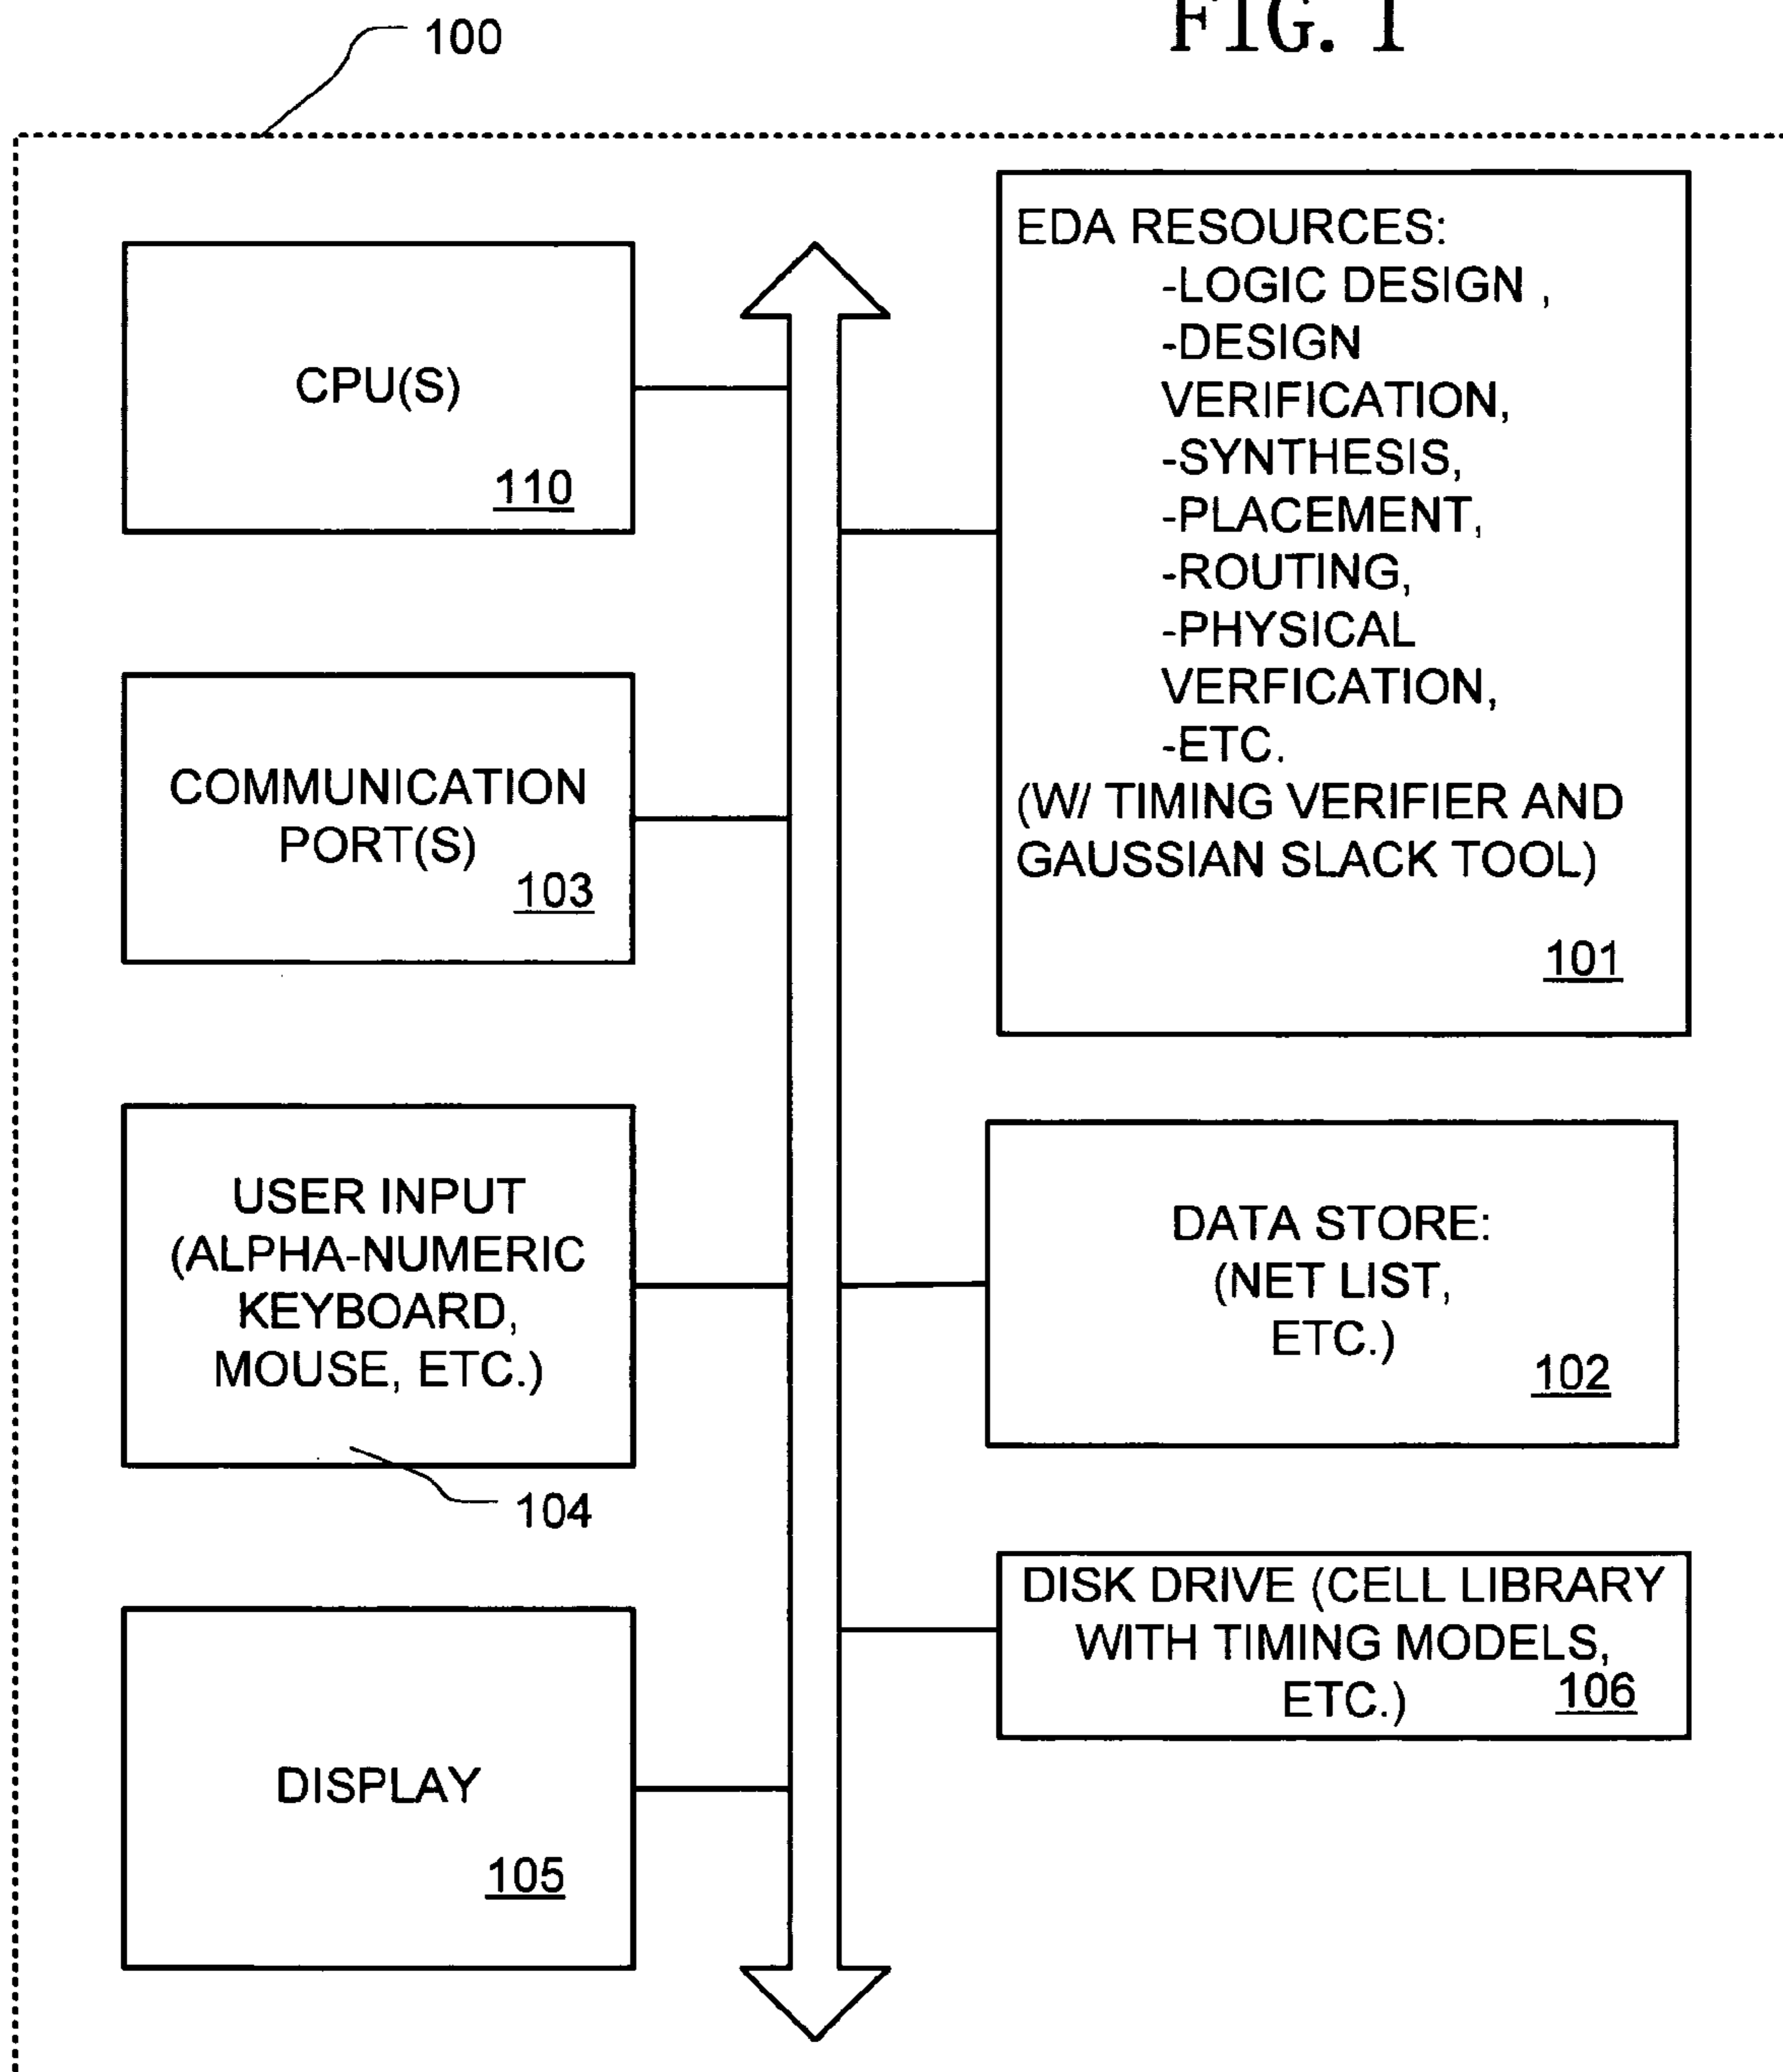 FIG. 1
100
CPU(S)
110
COMMUNICATION
PORT(S)
103
USER INPUT
(ALPHA-NUMERIC
KEYBOARD,
MOUSE, ETC.)
104
DISPLAY
105
EDA RESOURCES:
-LOGIC DESIGN ,
-DESIGN
VERIFICATION,
-SYNTHESIS,
-PLACEMENT,
-ROUTING,
-PHYSICAL
VERFICATION,
-ETC.
(W/ TIMING VERIFIER AND
GAUSSIAN SLACK TOOL)
101
DATA STORE:
(NET LIST,
ETC.)
102
DISK DRIVE (CELL LIBRARY
WITH TIMING MODELS,
ETC.)
106